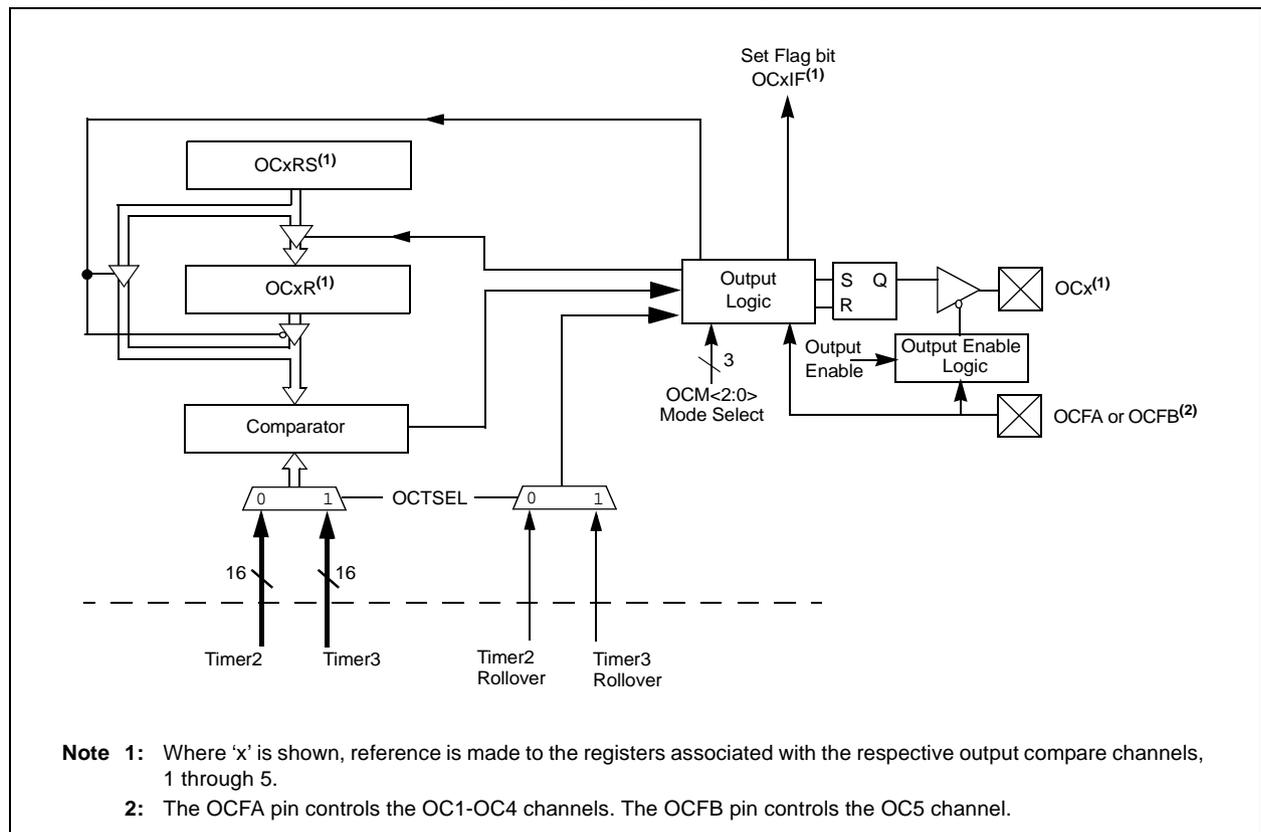 Set Flag bit
OCxIF(1)
OCxRS(1)
OCxR(1)
Output
Logic
S Q
R
OCx(1)
Output
Enable
Output Enable
Logic
3
OCM<2:0>
Mode Select
OCFA or OCFB(2)
Comparator
0 1
OCTSEL
0 1
16
16
Timer2
Timer3
Timer2
Rollover
Timer3
Rollover
Note 1: Where ‘x’ is shown, reference is made to the registers associated with the respective output compare channels,
1 through 5.
2: The OCFA pin controls the OC1-OC4 channels. The OCFB pin controls the OC5 channel.